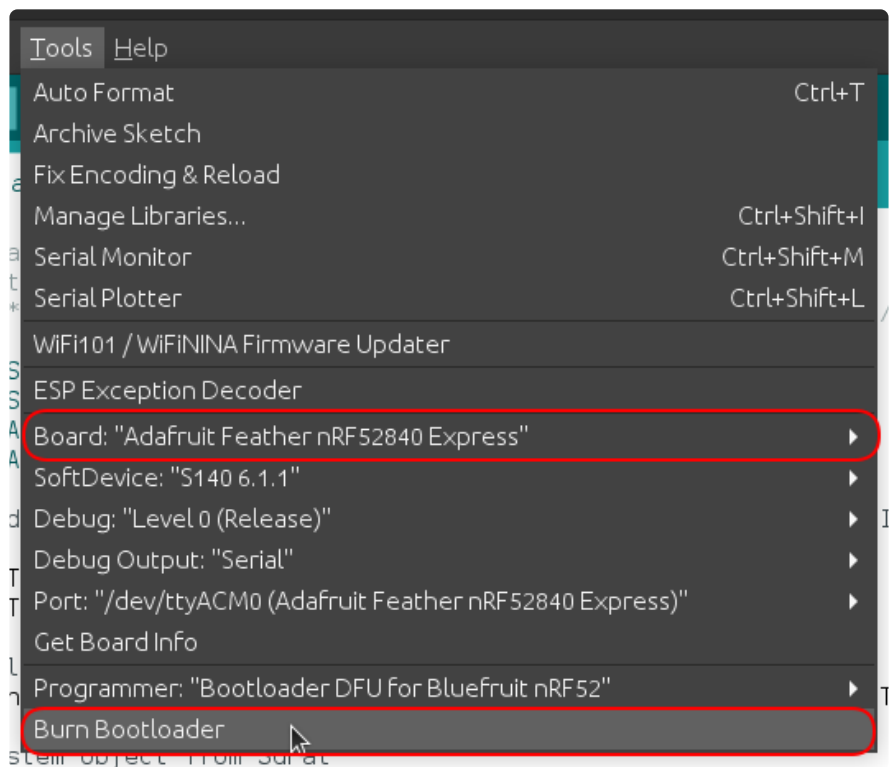 Tools Help
Auto Format Ctrl+T
Archive Sketch
Fix Encoding & Reload
Manage Libraries... Ctrl+Shift+I
Serial Monitor Ctrl+Shift+M
Serial Plotter Ctrl+Shift+L
WiFi101 / WiFiNINA Firmware Updater
ESP Exception Decoder
Board: "Adafruit Feather nRF52840 Express"
SoftDevice: "S140 6.1.1"
Debug: "Level 0 (Release)"
Debug Output: "Serial"
Port: "/dev/ttyACM0 (Adafruit Feather nRF52840 Express)"
Get Board Info
Programmer: "Bootloader DFU for Bluefruit nRF52"
Burn Bootloader
object from